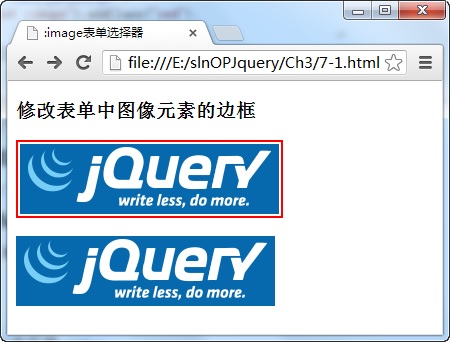 :image表单选择器
file:///E:/slnOPJquery/Ch3/7-1.html
修改表单中图像元素的边框
jQuery
write less, do more.
jQuery
write less, do more.